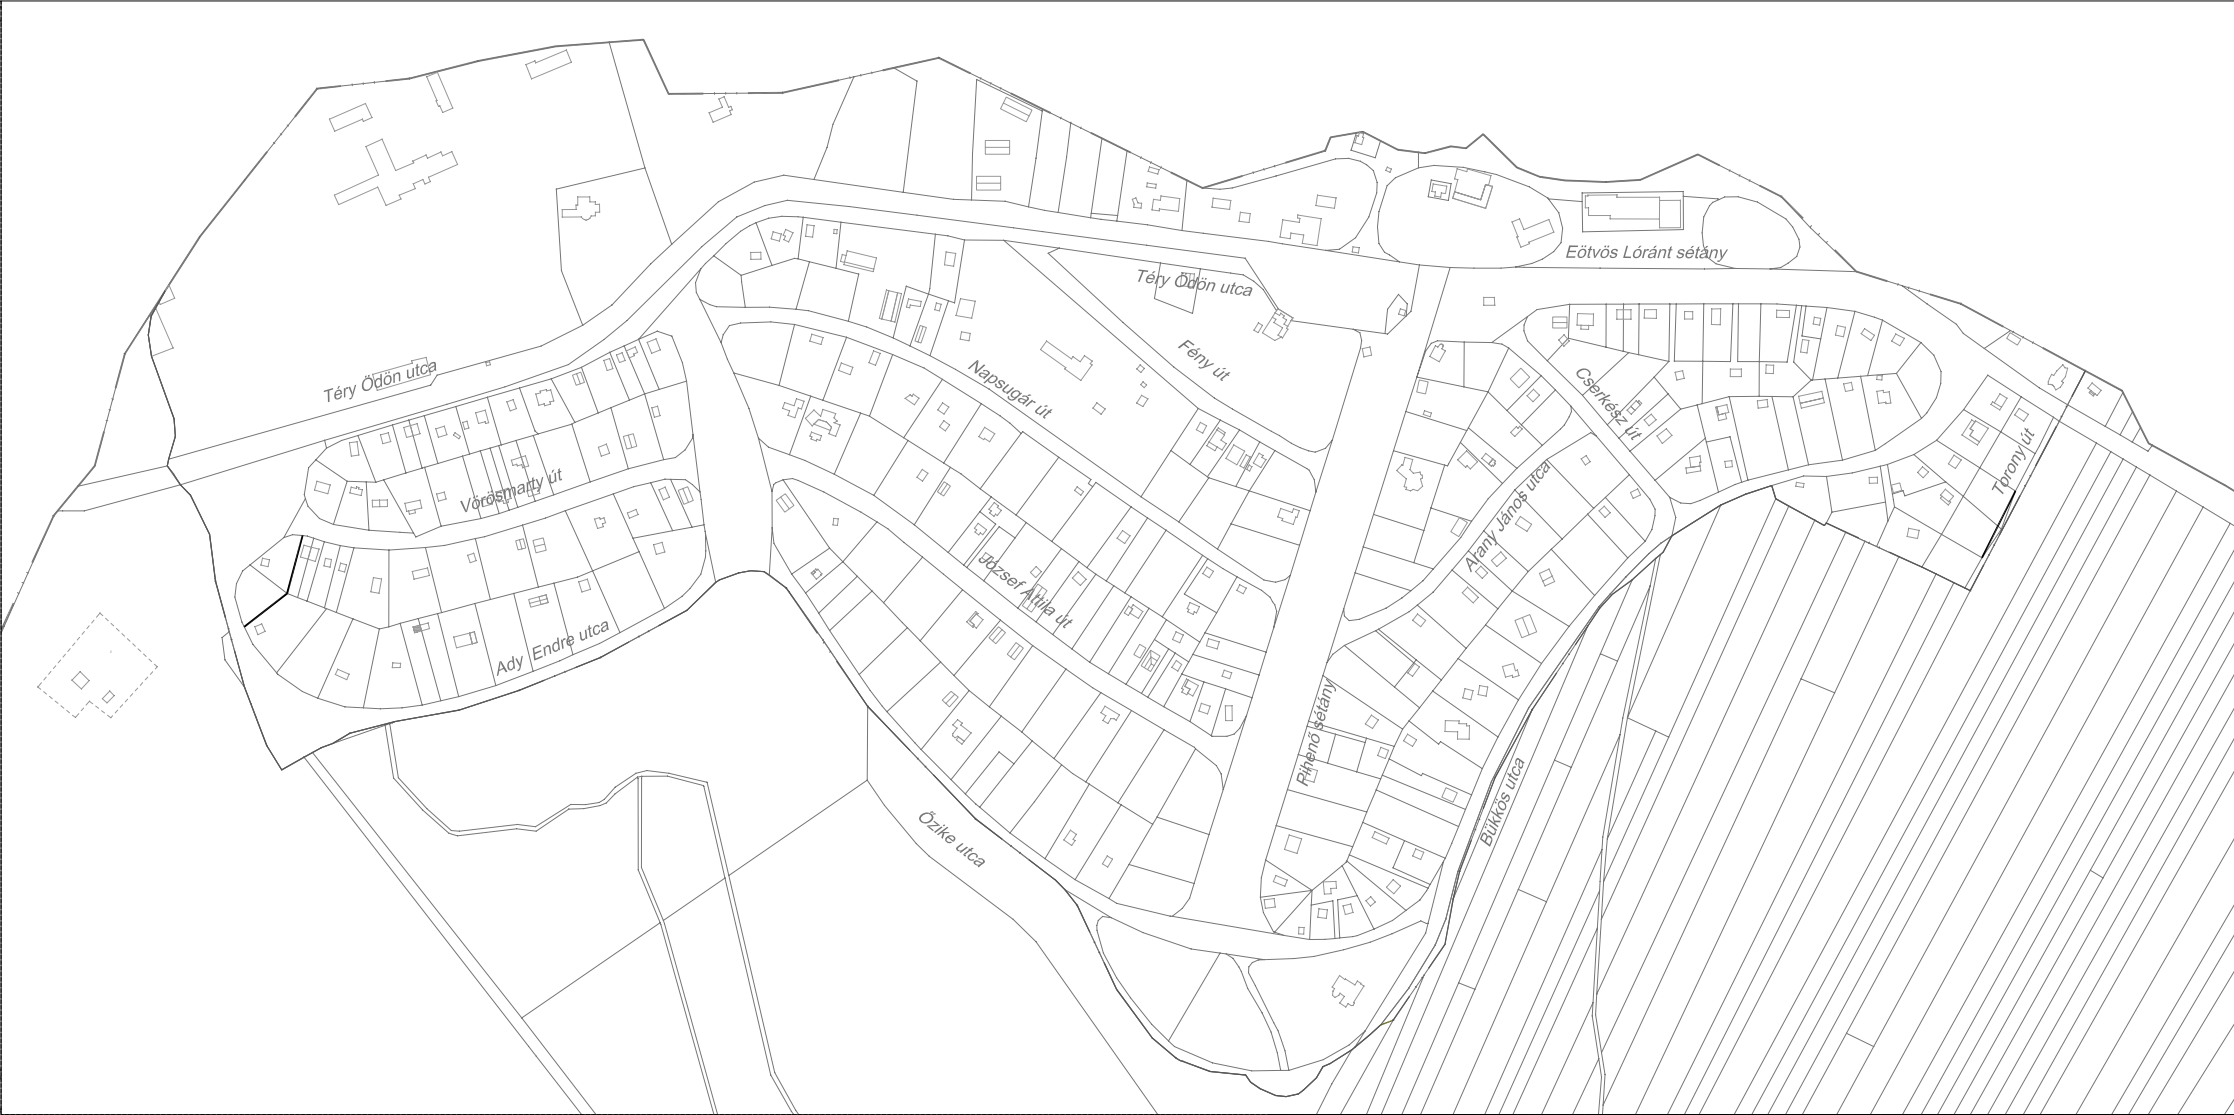 Eötvös Lóránt sétány
Téry Ödön utca
Téry Ödön utca
Fény út
Napsugár út
Cserkész út
Torony út
Vörösmarty út
Arany János utca
József Attila út
Ady Endre utca
Pihenő sétány
Bükkös utca
Őzike utca